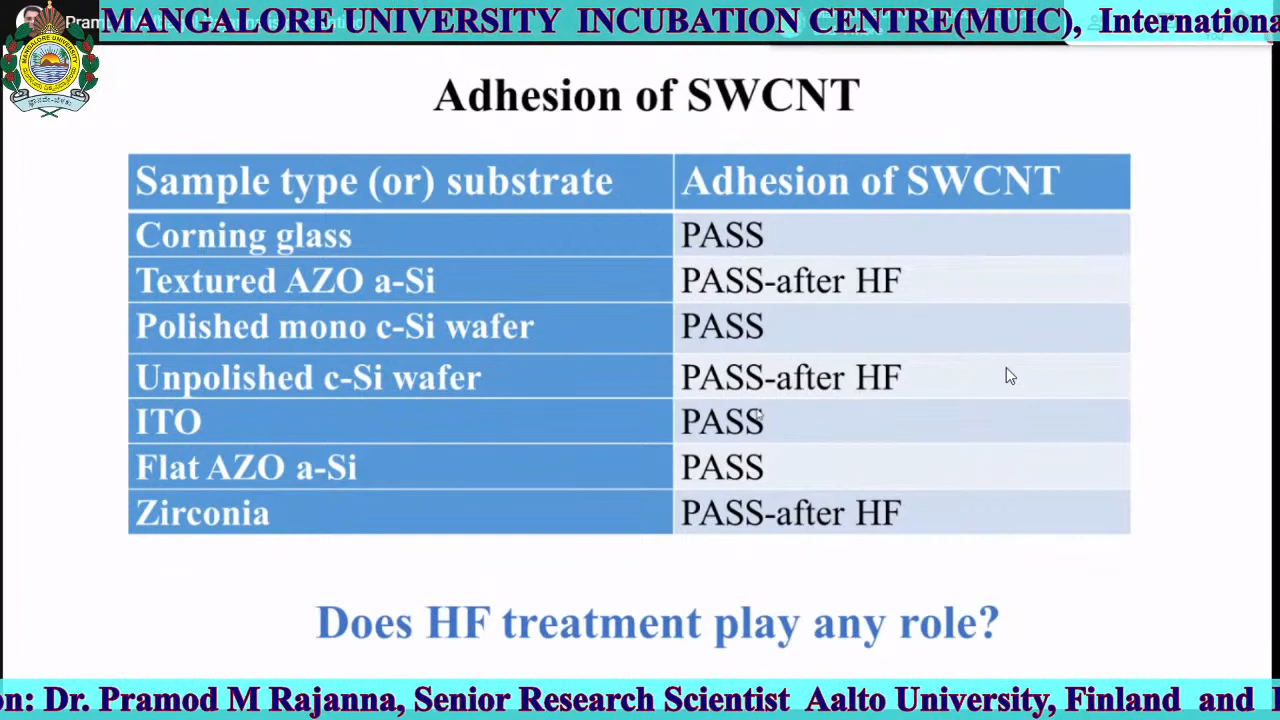 MANGALORE UNIVERSITY INCUBATION CENTRE(MUIC), Internationa
Adhesion of SWCNT
Sample type (or) substrate Adhesion of SWCNT
Corning glass PASS
Textured AZO a-Si PASS-after HF
Polished mono c-Si wafer PASS
Unpolished c-Si wafer PASS-after HF
ITO PASS
Flat AZO a-Si PASS
Zirconia PASS-after HF
Does HF treatment play any role?
on: Dr. Pramod M Rajanna, Senior Research Scientist Aalto University, Finland and